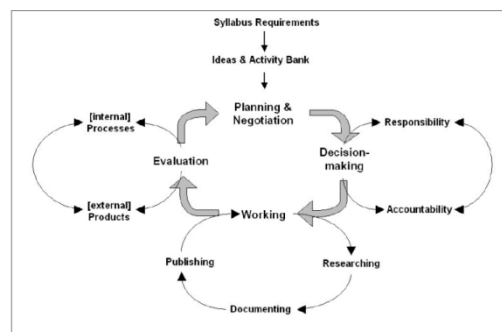 Syllabus Requirements
Ideas & Activity Bank
Planning &
Negotiation
[internal]
Processes
Responsibility
Evaluation
Decision-
making
[external]
Products
Accountability
Working
Publishing
Researching
Documenting